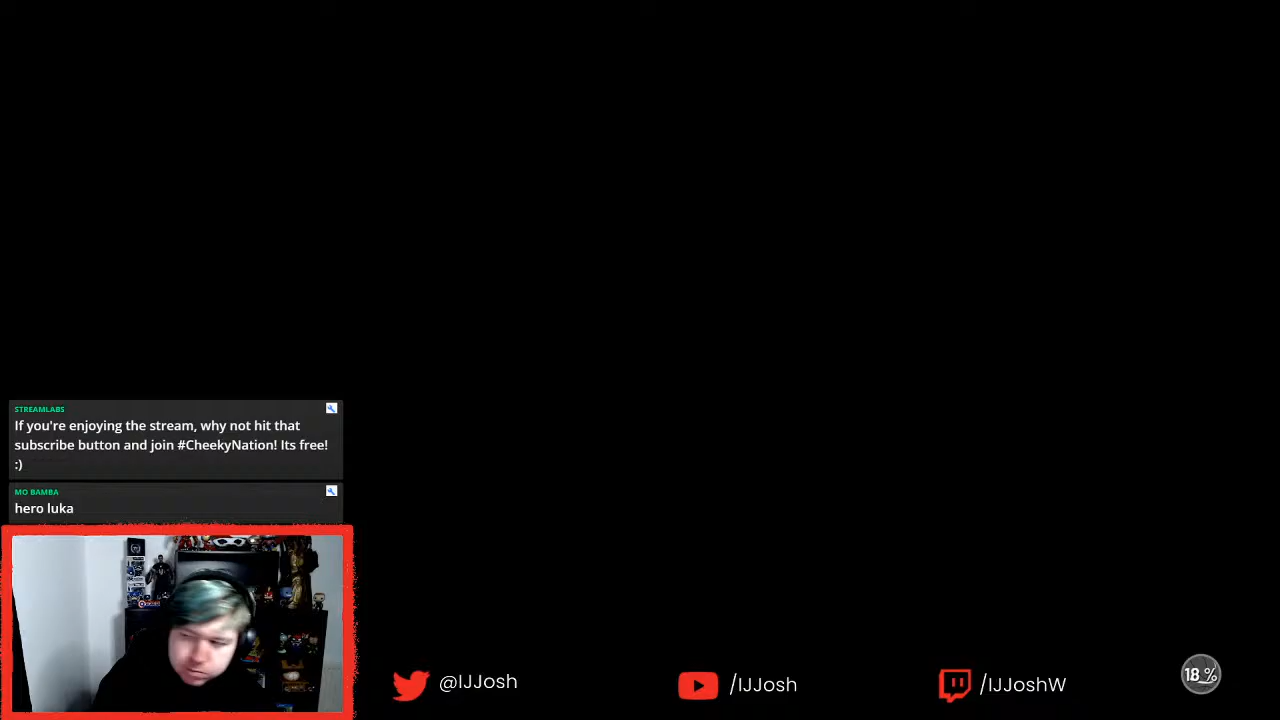 STREAMLABS
If you're enjoying the stream, why not hit that
subscribe button and join #CheekyNation! Its free!
:)
MO BAMBA
hero luka
@IJJosh
/IJJosh
/IJJoshW
18 %